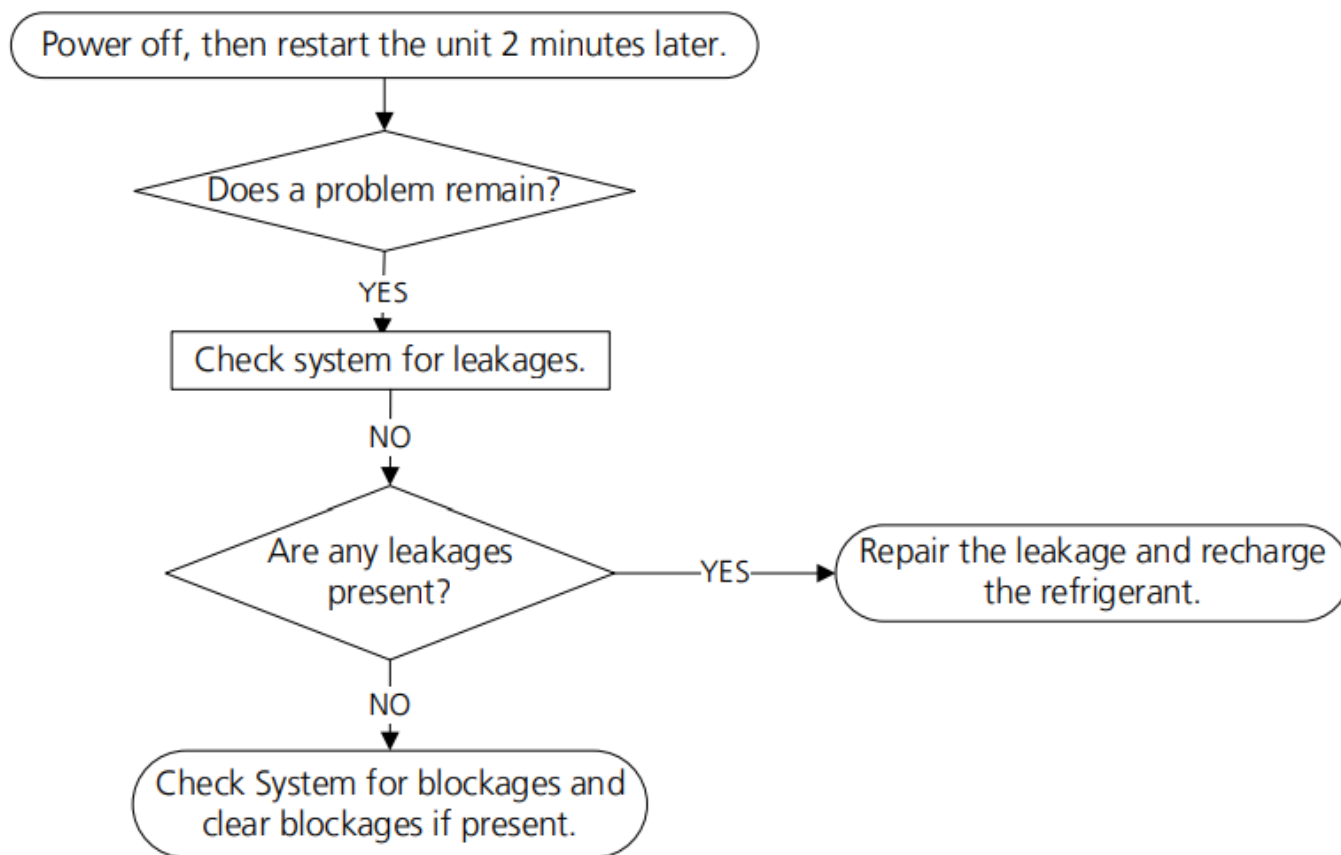 Power off, then restart the unit 2 minutes later.
Does a problem remain?
YES
Check system for leakages.
NO
Are any leakages
present?
YES
Repair the leakage and recharge
the refrigerant.
NO
Check System for blockages and
clear blockages if present.